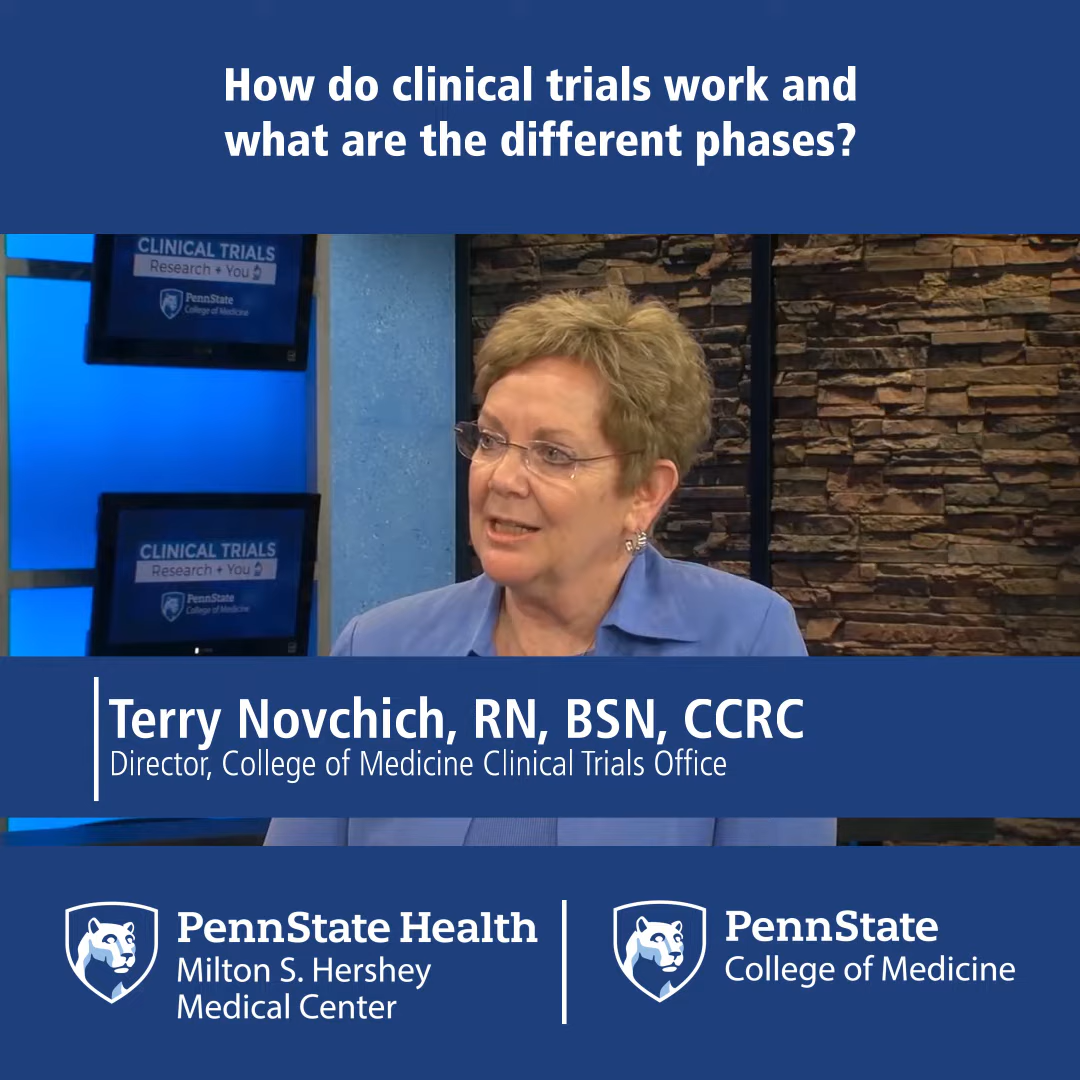 How do clinical trials work and
what are the different phases?
CLINICAL TRIALS
Research + You
PennState
College of Medicine
CLINICAL TRIALS
Research + You
PennState
College of Medicine
Terry Novchich, RN, BSN, CCRC
Director, College of Medicine Clinical Trials Office
PennState Health
Milton S. Hershey
Medical Center
PennState
College of Medicine